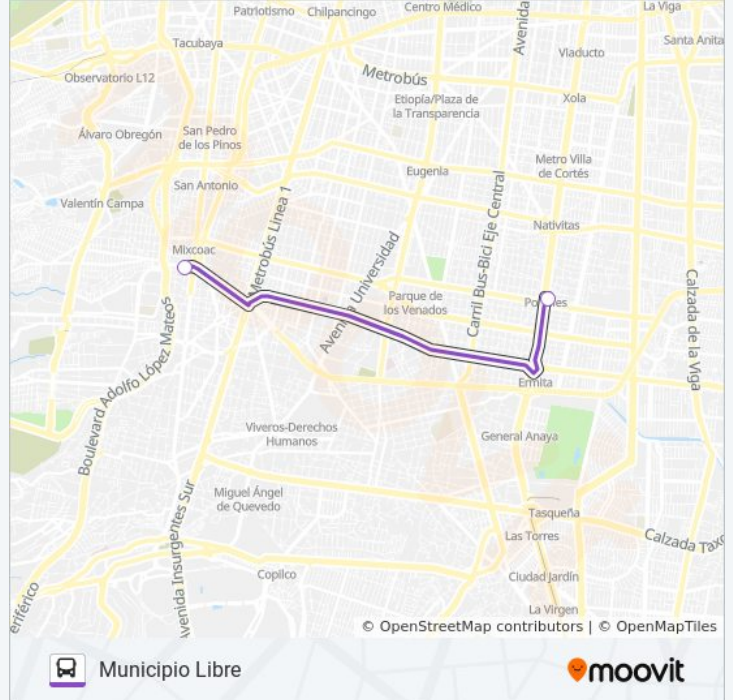 Patriotismo
Chilpancingo
Centro Médico
Avenida
La Viga
Tacubaya
Santa Anita
Viaducto
Observatorio L12
Metrobús
Etiopía/Plaza de
la Transparencia
Xola
Álvaro Obregón
San Pedro
de los Pinos
Metro Villa
de Cortés
Eugenia
San Antonio
Valentín Campa
Metrobús Linea 1
Carril Bus-Bici Eje Central
Nativitas
Mixcoac
Avenida Universidad
Parque de
los Venados
Calzada de la Viga
Boulevard Adolfo López Mateos
Ermita
Viveros-Derechos
Humanos
General Anaya
Miguel Ángel
de Quevedo
Avenida Insurgentes Sur
Tasqueña
Las Torres
Calzada Taxq
Copilco
Ciudad Jardín
eriférico
La Virgen
© OpenStreetMap contributors | © OpenMapTiles
Municipio Libre
moovit